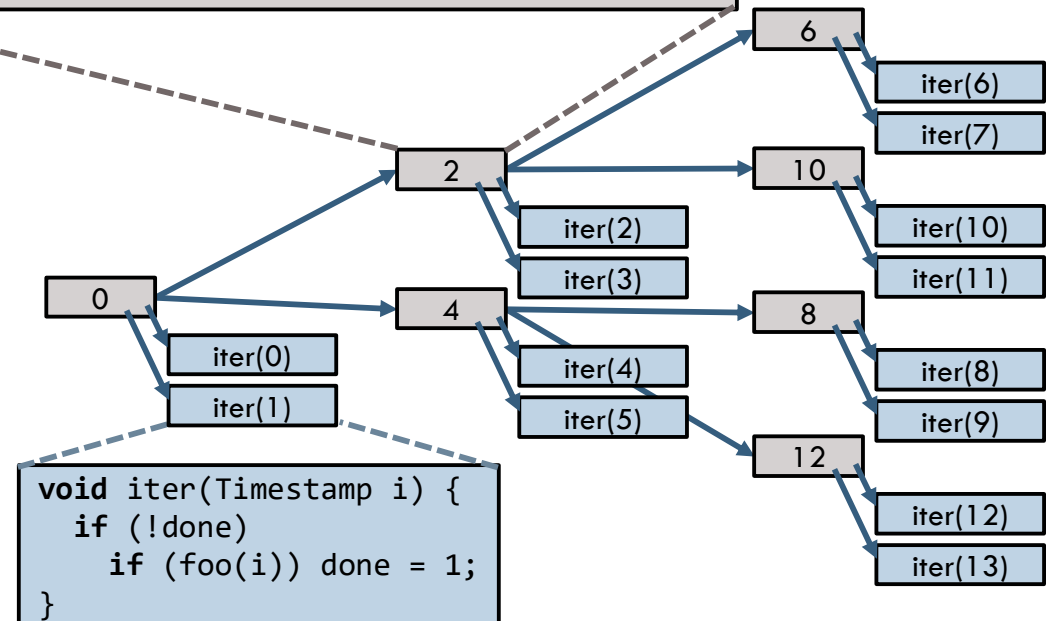 6
iter(6)
iter(7)
2
10
iter(2)
iter(3)
iter(10)
iter(11)
0
4
8
iter(0)
iter(1)
iter(4)
iter(5)
iter(8)
iter(9)
12
iter(12)
iter(13)
void iter(Timestamp i) {
  if (!done)
    if (foo(i)) done = 1;
}